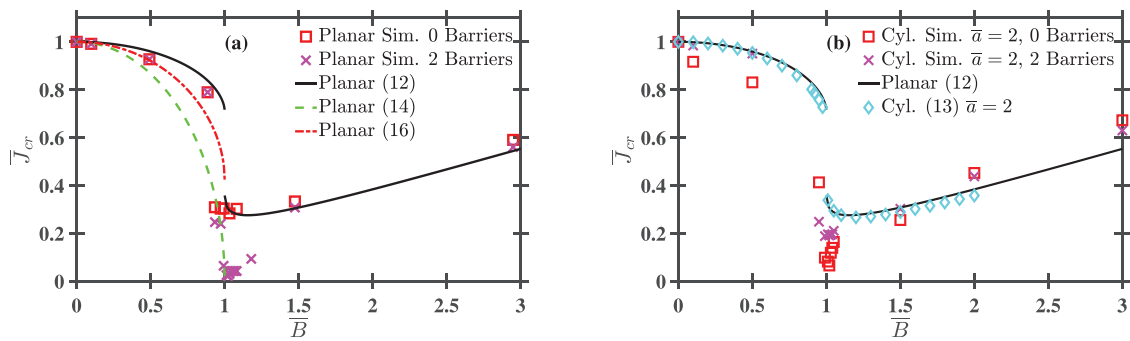 (a)
Planar Sim. 0 Barriers
Planar Sim. 2 Barriers
Planar (12)
Planar (14)
Planar (16)
1
0.8
0.6
0.4
0.2
0
J̅cr
0 0.5 1 1.5 2 2.5 3
B̅
(b)
Cyl. Sim. a̅ = 2, 0 Barriers
Cyl. Sim. a̅ = 2, 2 Barriers
Planar (12)
Cyl. (13) a̅ = 2
1
0.8
0.6
0.4
0.2
0
J̅cr
0 0.5 1 1.5 2 2.5 3
B̅